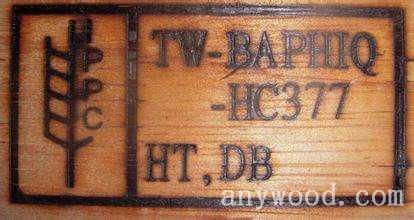 IPPC
TW-BAPHIQ
-HC377
HT,DB
anywood.com